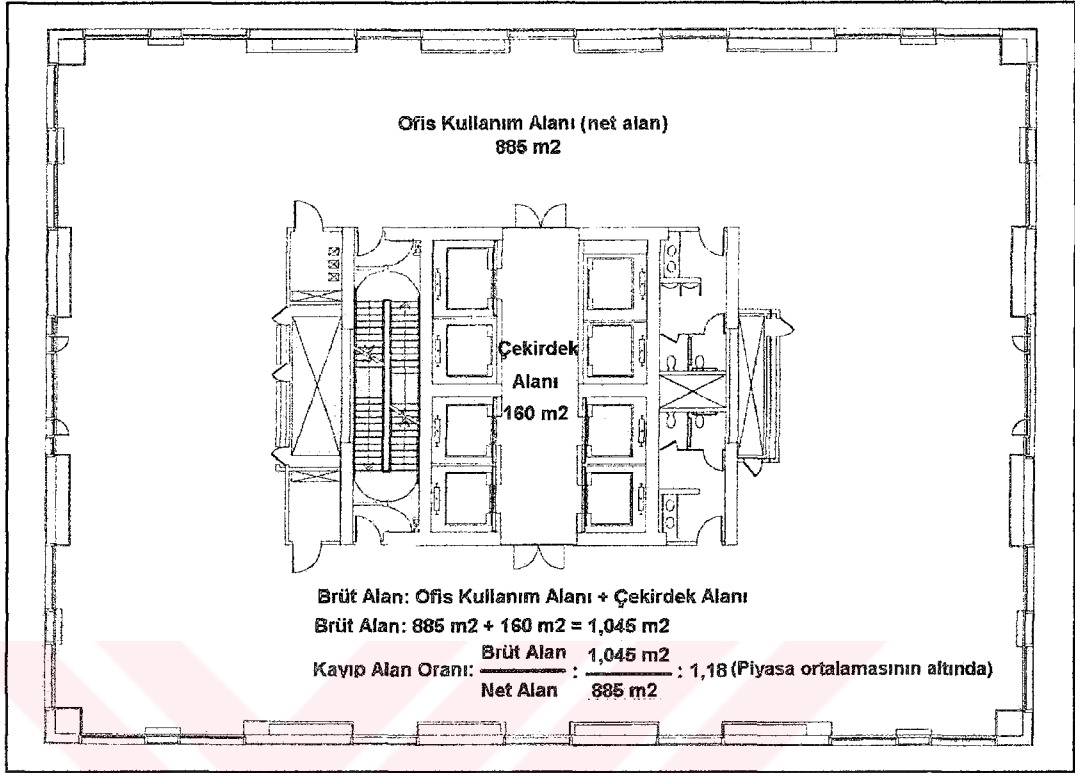 Ofis Kullanım Alanı (net alan)
885 m2
Çekirdek
Alanı
160 m2
Brüt Alan: Ofis Kullanım Alanı + Çekirdek Alanı
Brüt Alan: 885 m2 + 160 m2 = 1,045 m2
Kayıp Alan Oranı: Brüt Alan : 1,045 m2 : 1,18 (Piyasa ortalamasının altında)
Net Alan 885 m2